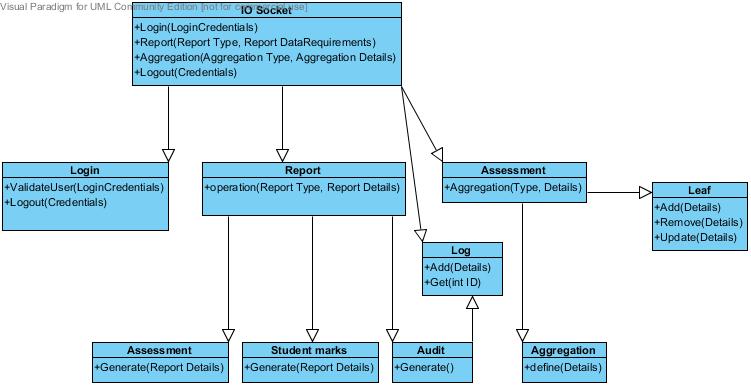 Visual Paradigm for UML Community Edition [not for commercial use]
IO Socket
+Login(LoginCredentials)
+Report(Report Type, Report DataRequirements)
+Aggregation(Aggregation Type, Aggregation Details)
+Logout(Credentials)
Login
+ValidateUser(LoginCredentials)
+Logout(Credentials)
Report
+operation(Report Type, Report Details)
Assessment
+Aggregation(Type, Details)
Leaf
+Add(Details)
+Remove(Details)
+Update(Details)
Log
+Add(Details)
+Get(int ID)
Assessment
+Generate(Report Details)
Student marks
+Generate(Report Details)
Audit
+Generate()
Aggregation
+define(Details)